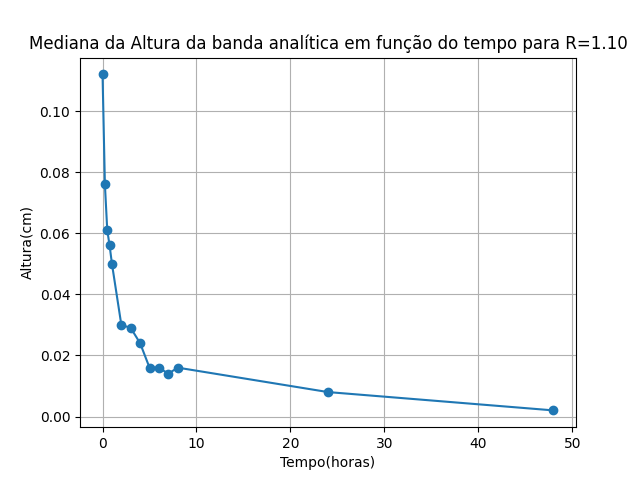 Mediana da Altura da banda analítica em função do tempo para R=1.10
0.10
0.08
0.06
0.04
0.02
0.00
Altura(cm)
0 10 20 30 40 50
Tempo(horas)